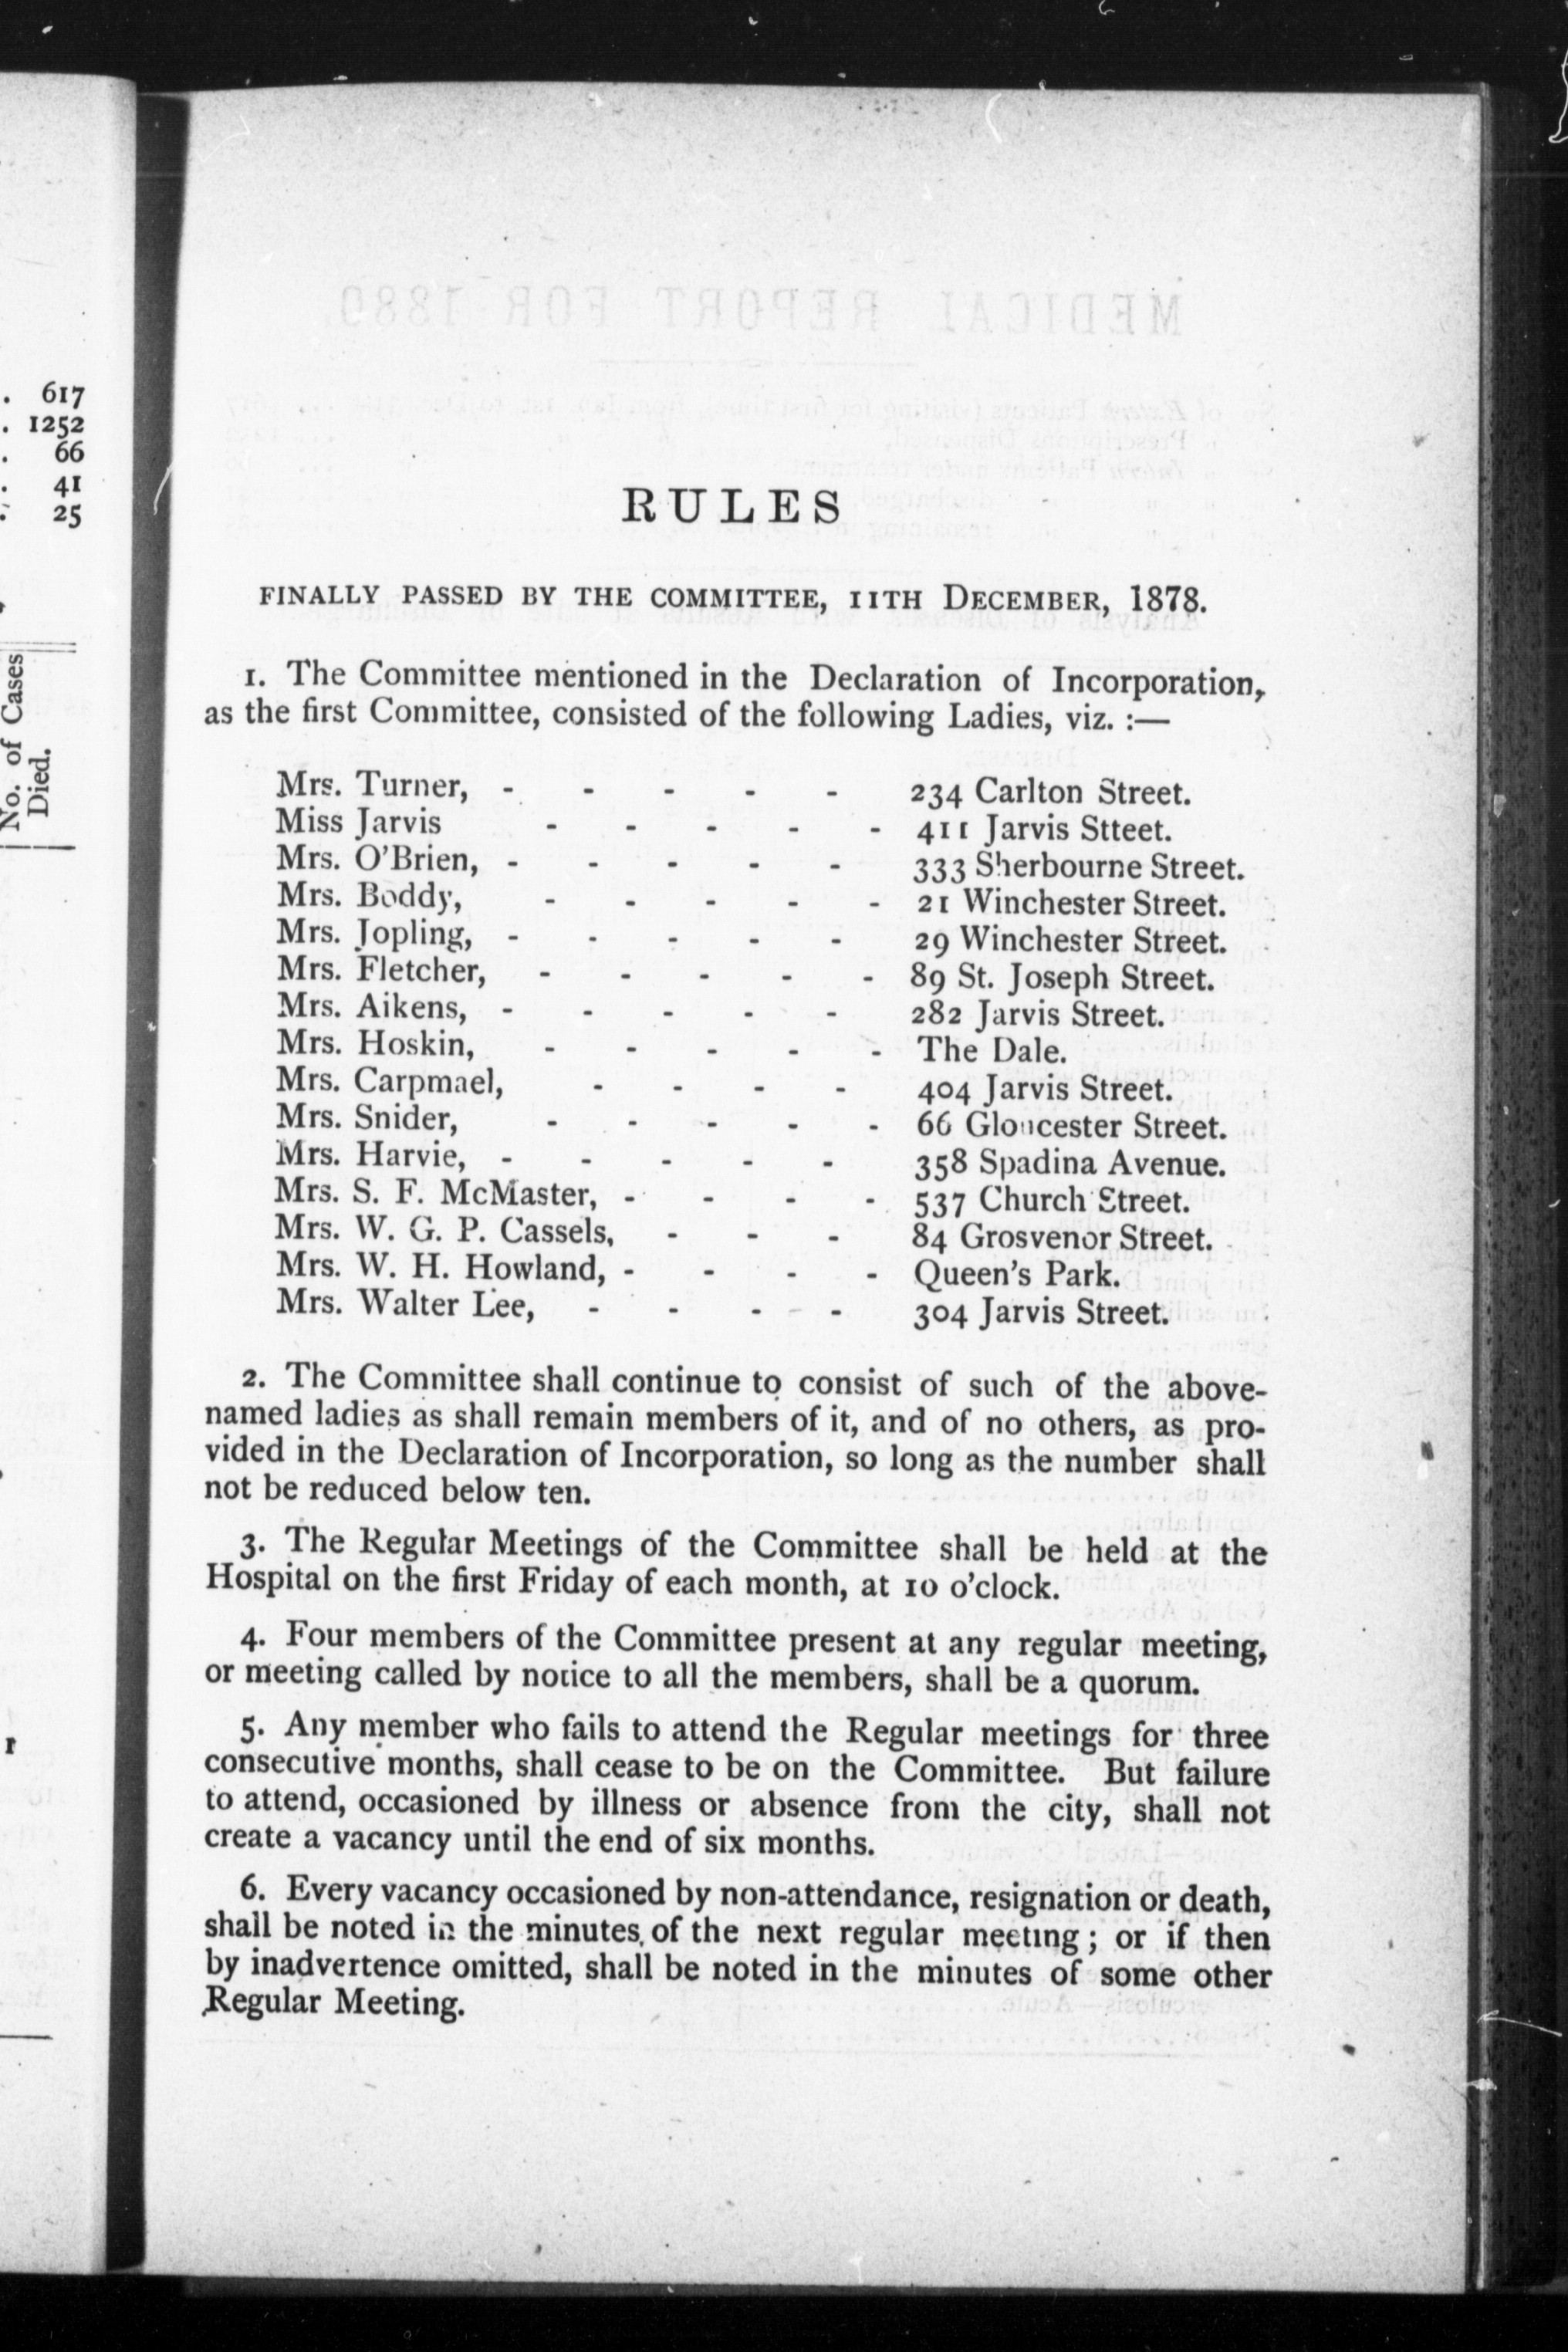 617
1252
66
41
25
No. of Cases
Died.
RULES
FINALLY PASSED BY THE COMMITTEE, 11TH DECEMBER, 1878.
1. The Committee mentioned in the Declaration of Incorporation,
as the first Committee, consisted of the following Ladies, viz. :—
Mrs. Turner, - - - - - 234 Carlton Street.
Miss Jarvis - - - - - 411 Jarvis Stteet.
Mrs. O'Brien, - - - - - 333 Sherbourne Street.
Mrs. Boddy, - - - - - 21 Winchester Street.
Mrs. Jopling, - - - - - 29 Winchester Street.
Mrs. Fletcher, - - - - - 89 St. Joseph Street.
Mrs. Aikens, - - - - - 282 Jarvis Street.
Mrs. Hoskin, - - - - - The Dale.
Mrs. Carpmael, - - - - 404 Jarvis Street.
Mrs. Snider, - - - - - 66 Gloucester Street.
Mrs. Harvie, - - - - - 358 Spadina Avenue.
Mrs. S. F. McMaster, - - - - 537 Church Street.
Mrs. W. G. P. Cassels, - - - 84 Grosvenor Street.
Mrs. W. H. Howland, - - - - Queen's Park.
Mrs. Walter Lee, - - - - 304 Jarvis Street.
2. The Committee shall continue to consist of such of the above-
named ladies as shall remain members of it, and of no others, as pro-
vided in the Declaration of Incorporation, so long as the number shall
not be reduced below ten.
3. The Regular Meetings of the Committee shall be held at the
Hospital on the first Friday of each month, at 10 o'clock.
4. Four members of the Committee present at any regular meeting,
or meeting called by notice to all the members, shall be a quorum.
5. Any member who fails to attend the Regular meetings for three
consecutive months, shall cease to be on the Committee. But failure
to attend, occasioned by illness or absence from the city, shall not
create a vacancy until the end of six months.
6. Every vacancy occasioned by non-attendance, resignation or death,
shall be noted in the minutes of the next regular meeting; or if then
by inadvertence omitted, shall be noted in the minutes of some other
Regular Meeting.